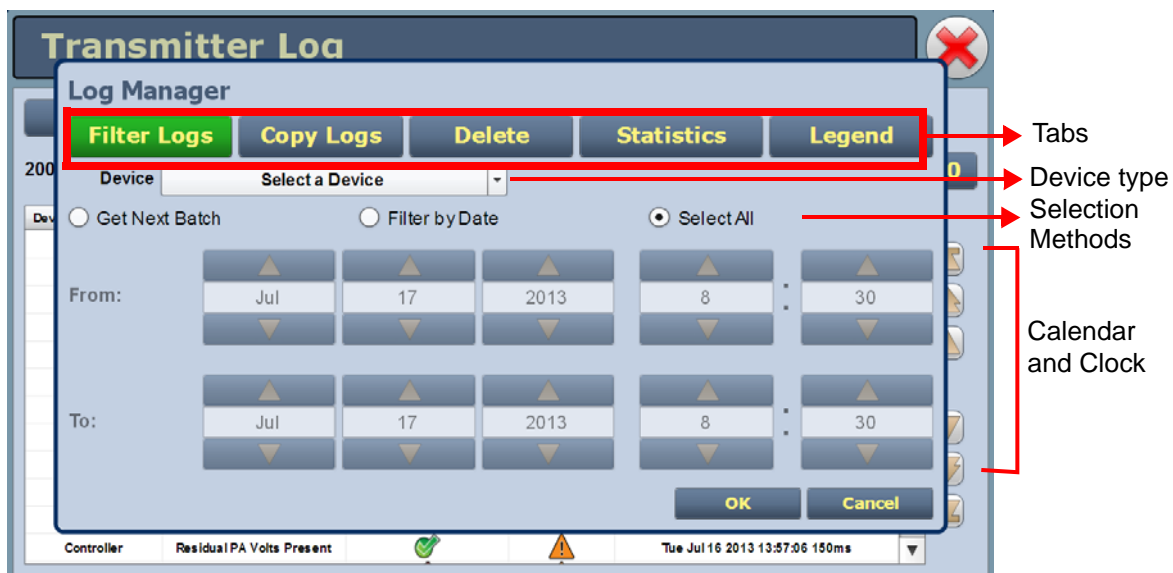 Transmitter Log
Log Manager
Filter Logs Copy Logs Delete Statistics Legend
Tabs
200
0
Device Select a Device
Device type
Dev
Get Next Batch Filter by Date Select All
Selection
Methods
From: Jul 17 2013 8 : 30
Calendar
and Clock
To: Jul 17 2013 8 : 30
OK Cancel
Controller Residual PA Volts Present Tue Jul 16 2013 13:57:06 150ms